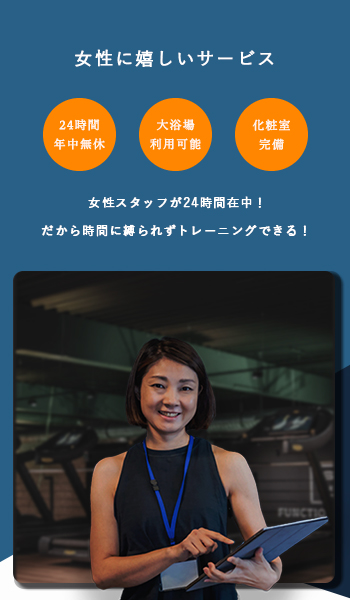 女性に嬉しいサービス
24時間
年中無休
大浴場
利用可能
化粧室
完備
女性スタッフが24時間在中！
だから時間に縛られずトレーニングできる！
FUNCTIO